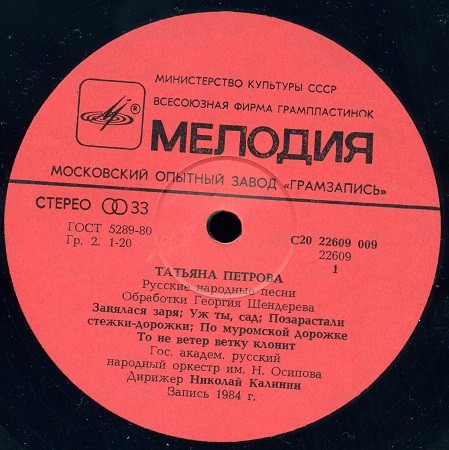 МИНИСТЕРСТВО КУЛЬТУРЫ СССР
ВСЕСОЮЗНАЯ ФИРМА ГРАМПЛАСТИНОК
® МЕЛОДИЯ
МОСКОВСКИЙ ОПЫТНЫЙ ЗАВОД «ГРАМЗАПИСЬ»
СТЕРЕО 33
ГОСТ 5289-80
Гр. 2. 1-20
С20 22609 009
22609
1
ТАТЬЯНА ПЕТРОВА
Русские народные песни
Обработки Георгия Шендерева
Занялася заря; Уж ты, сад; Позарастали
стежки-дорожки; По муромской дорожке
То не ветер ветку клонит
Гос. академ. русский
народный оркестр им. Н. Осипова
Дирижер Николай Калинин
Запись 1984 г.